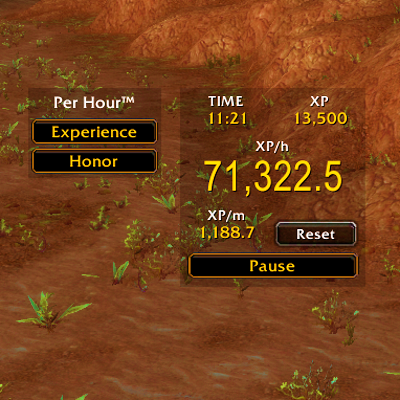 Per Hour™
Experience
Honor
TIME XP
11:21 13,500
XP/h
71,322.5
XP/m
1,188.7
Reset
Pause